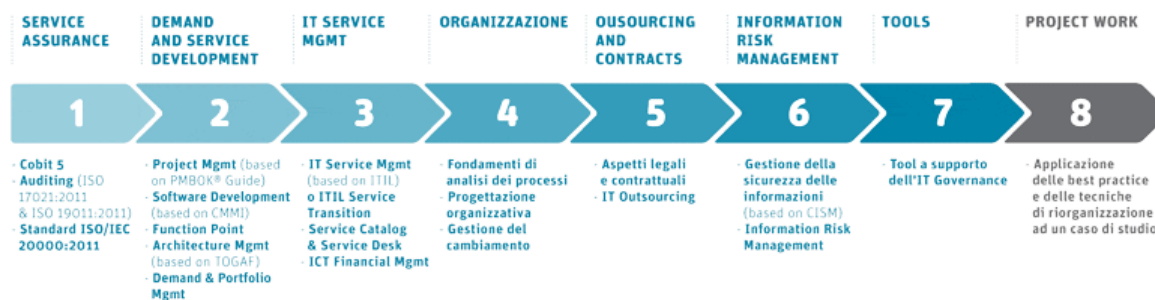 SERVICE
ASSURANCE
DEMAND
AND SERVICE
DEVELOPMENT
IT SERVICE
MGMT
ORGANIZZAZIONE
OUSOURCING
AND
CONTRACTS
INFORMATION
RISK
MANAGEMENT
TOOLS
PROJECT WORK
1
2
3
4
5
6
7
8
· Cobit 5
· Auditing (ISO
17021:2011
& ISO 19011:2011)
· Standard ISO/IEC
20000:2011
· Project Mgmt (based
on PMBOK® Guide)
· Software Development
(based on CMMI)
· Function Point
· Architecture Mgmt
(based on TOGAF)
· Demand & Portfolio
Mgmt
· IT Service Mgmt
(based on ITIL)
o ITIL Service
Transition
· Service Catalog
& Service Desk
· ICT Financial Mgmt
· Fondamenti di
analisi dei processi
· Progettazione
organizzativa
· Gestione del
cambiamento
· Aspetti legali
e contrattuali
· IT Outsourcing
· Gestione della
sicurezza delle
informazioni
(based on CISM)
· Information Risk
Management
· Tool a supporto
dell'IT Governance
· Applicazione
delle best practice
e delle tecniche
di riorganizzazione
ad un caso di studio